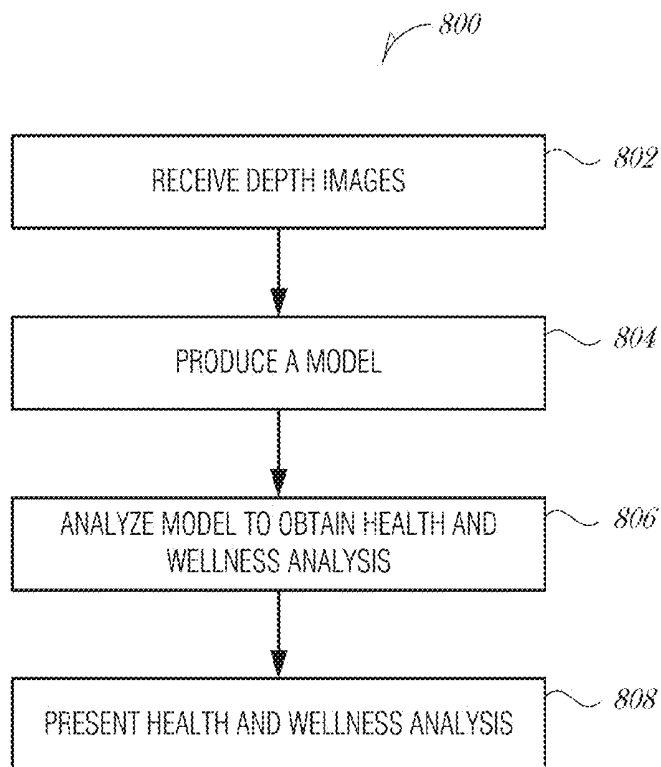 800
RECEIVE DEPTH IMAGES
802
PRODUCE A MODEL
804
ANALYZE MODEL TO OBTAIN HEALTH AND
WELLNESS ANALYSIS
806
PRESENT HEALTH AND WELLNESS ANALYSIS
808